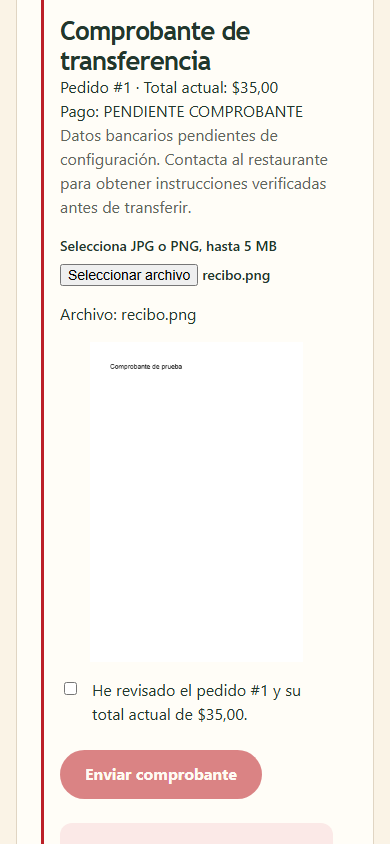 Comprobante de
transferencia
Pedido #1 · Total actual: $35,00
Pago: PENDIENTE COMPROBANTE
Datos bancarios pendientes de
configuración. Contacta al restaurante
para obtener instrucciones verificadas
antes de transferir.
Selecciona JPG o PNG, hasta 5 MB
Seleccionar archivo recibo.png
Archivo: recibo.png
Comprobante de prueba
He revisado el pedido #1 y su
total actual de $35,00.
Enviar comprobante